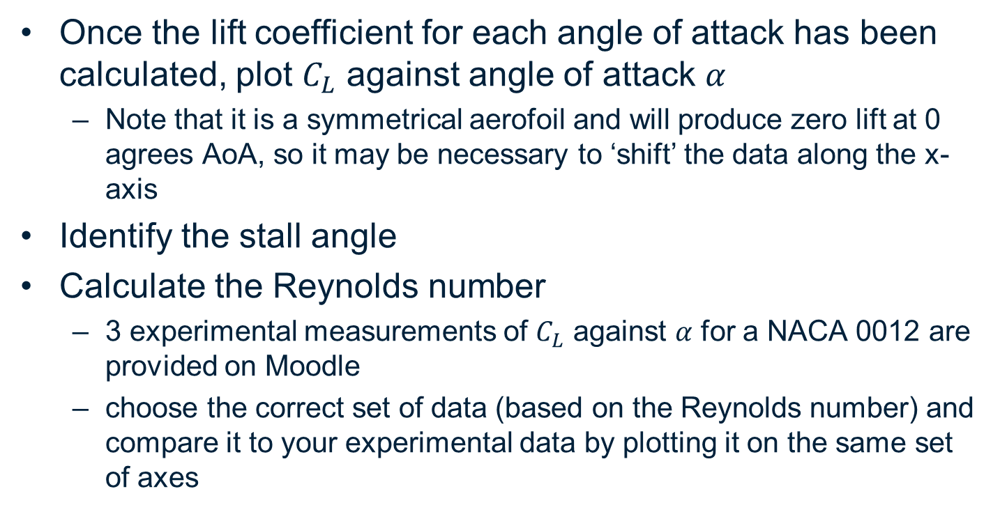 • Once the lift coefficient for each angle of attack has been
calculated, plot C_L against angle of attack α
– Note that it is a symmetrical aerofoil and will produce zero lift at 0
agrees AoA, so it may be necessary to ‘shift’ the data along the x-
axis
• Identify the stall angle
• Calculate the Reynolds number
– 3 experimental measurements of C_L against α for a NACA 0012 are
provided on Moodle
– choose the correct set of data (based on the Reynolds number) and
compare it to your experimental data by plotting it on the same set
of axes